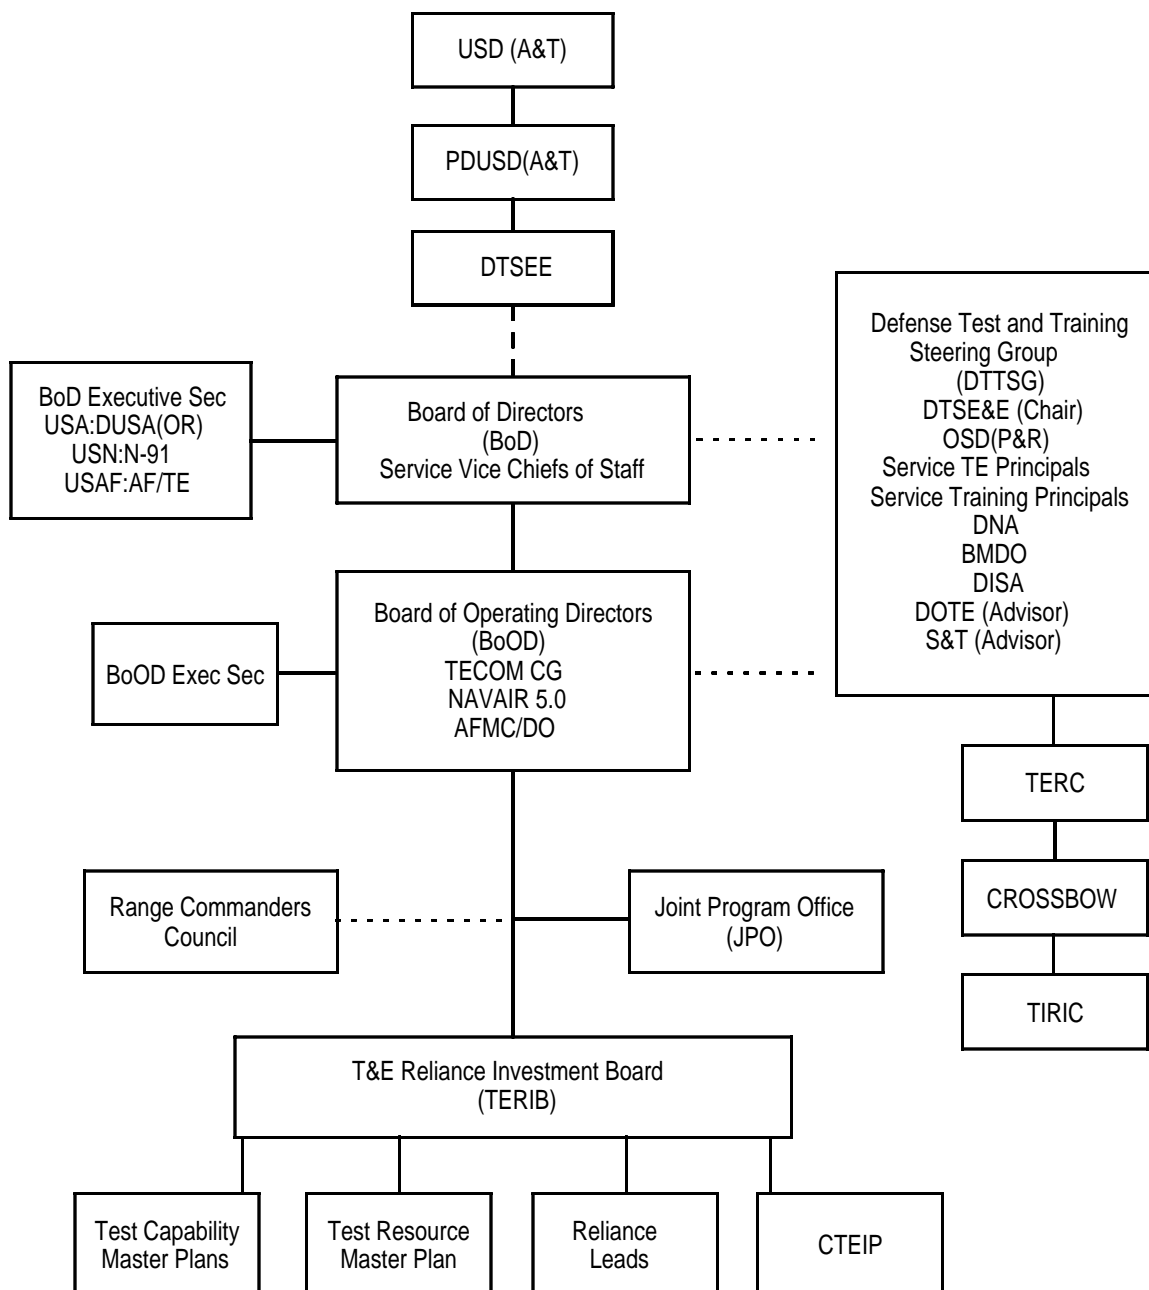 USD (A&T)
PDUSD(A&T)
DTSEE
BoD Executive Sec
USA:DUSA(OR)
USN:N-91
USAF:AF/TE
Board of Directors
(BoD)
Service Vice Chiefs of Staff
Defense Test and Training
Steering Group
(DTTSG)
DTSE&E (Chair)
OSD(P&R)
Service TE Principals
Service Training Principals
DNA
BMDO
DISA
DOTE (Advisor)
S&T (Advisor)
BoOD Exec Sec
Board of Operating Directors
(BoOD)
TECOM CG
NAVAIR 5.0
AFMC/DO
TERC
CROSSBOW
TIRIC
Range Commanders
Council
Joint Program Office
(JPO)
T&E Reliance Investment Board
(TERIB)
Test Capability
Master Plans
Test Resource
Master Plan
Reliance
Leads
CTEIP